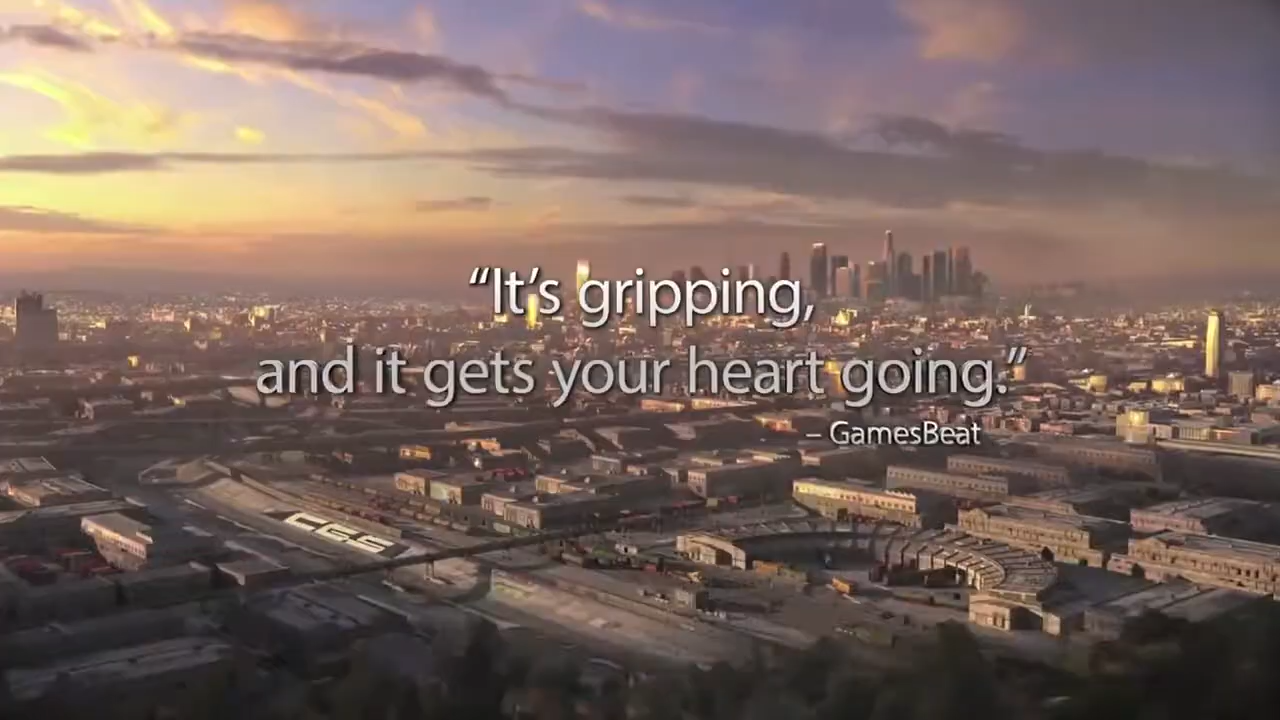 “It’s gripping,
and it gets your heart going.”
– GamesBeat
CGS